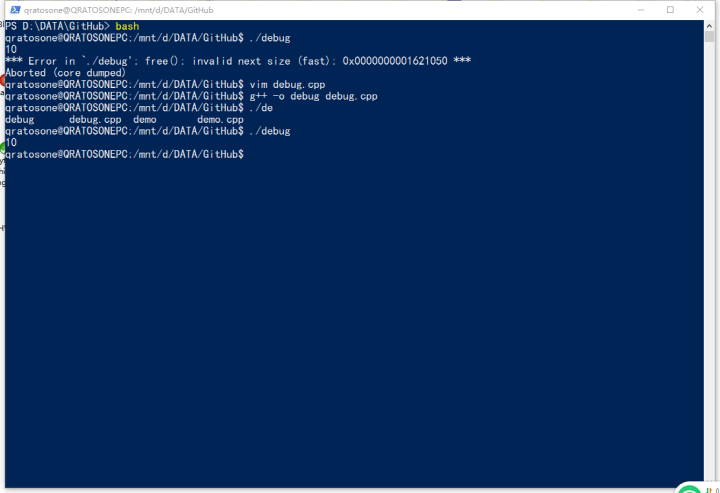 qratosone@QRATOSONEPC: /mnt/d/DATA/GitHub
PS D:\DATA\GitHub> bash
qratosone@QRATOSONEPC:/mnt/d/DATA/GitHub$ ./debug
10
*** Error in `./debug': free(): invalid next size (fast): 0x0000000001621050 ***
Aborted (core dumped)
qratosone@QRATOSONEPC:/mnt/d/DATA/GitHub$ vim debug.cpp
qratosone@QRATOSONEPC:/mnt/d/DATA/GitHub$ g++ -o debug debug.cpp
qratosone@QRATOSONEPC:/mnt/d/DATA/GitHub$ ./de
debug debug.cpp demo demo.cpp
qratosone@QRATOSONEPC:/mnt/d/DATA/GitHub$ ./debug
10
qratosone@QRATOSONEPC:/mnt/d/DATA/GitHub$